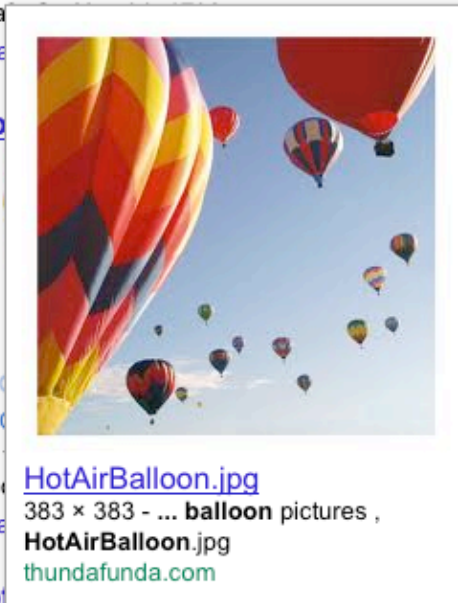 HotAirBalloon.jpg
383 × 383 - ... balloon pictures ,
HotAirBalloon.jpg
thundafunda.com